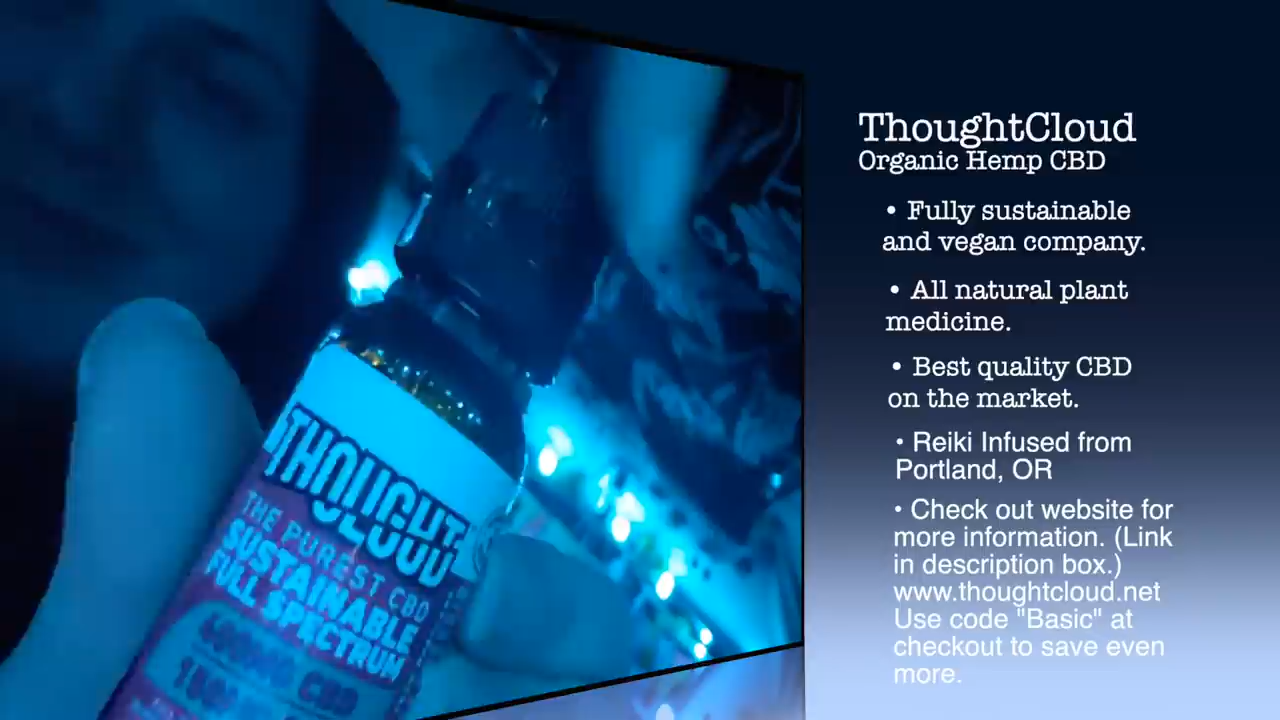 ThoughtCloud
Organic Hemp CBD
• Fully sustainable
and vegan company.
• All natural plant
medicine.
• Best quality CBD
on the market.
• Reiki Infused from
Portland, OR
• Check out website for
more information. (Link
in description box.)
www.thoughtcloud.net
Use code "Basic" at
checkout to save even
more.
THOUGHT
CLOUD
THE PUREST CBD
SUSTAINABLE
FULL SPECTRUM
CBD